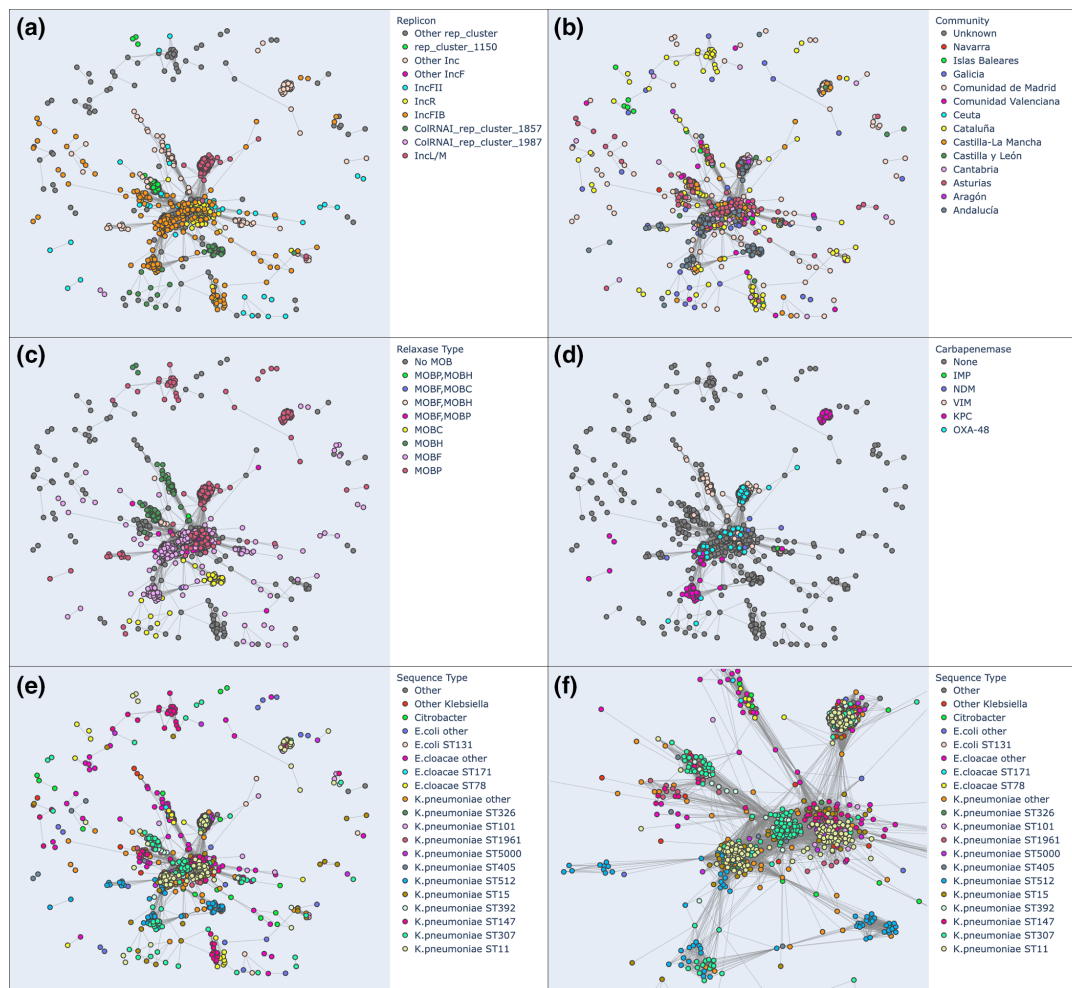 (a)
Replicon
Other rep_cluster
rep_cluster_1150
Other Inc
Other IncF
IncFII
IncR
IncFIB
ColRNAI_rep_cluster_1857
ColRNAI_rep_cluster_1987
IncL/M
(b)
Community
Unknown
Navarra
Islas Baleares
Galicia
Comunidad de Madrid
Comunidad Valenciana
Ceuta
Cataluña
Castilla-La Mancha
Castilla y León
Cantabria
Asturias
Aragón
Andalucía
(c)
Relaxase Type
No MOB
MOBP,MOBH
MOBF,MOBC
MOBF,MOBH
MOBF,MOBP
MOBC
MOBH
MOBF
MOBP
(d)
Carbapenemase
None
IMP
NDM
VIM
KPC
OXA-48
(e)
Sequence Type
Other
Other Klebsiella
Citrobacter
E.coli other
E.coli ST131
E.cloacae other
E.cloacae ST171
E.cloacae ST78
K.pneumoniae other
K.pneumoniae ST326
K.pneumoniae ST101
K.pneumoniae ST1961
K.pneumoniae ST5000
K.pneumoniae ST405
K.pneumoniae ST512
K.pneumoniae ST15
K.pneumoniae ST392
K.pneumoniae ST147
K.pneumoniae ST307
K.pneumoniae ST11
(f)
Sequence Type
Other
Other Klebsiella
Citrobacter
E.coli other
E.coli ST131
E.cloacae other
E.cloacae ST171
E.cloacae ST78
K.pneumoniae other
K.pneumoniae ST326
K.pneumoniae ST101
K.pneumoniae ST1961
K.pneumoniae ST5000
K.pneumoniae ST405
K.pneumoniae ST512
K.pneumoniae ST15
K.pneumoniae ST392
K.pneumoniae ST147
K.pneumoniae ST307
K.pneumoniae ST11